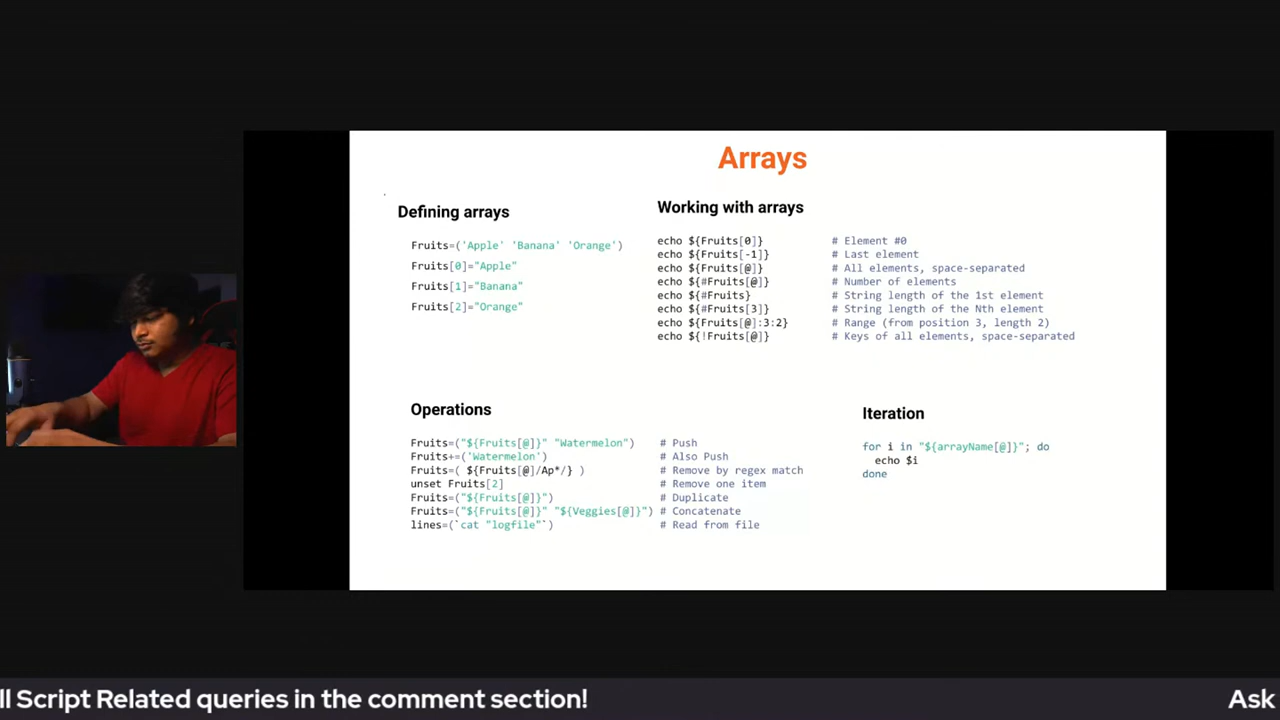 Arrays
Defining arrays
Fruits=('Apple' 'Banana' 'Orange')
Fruits[0]="Apple"
Fruits[1]="Banana"
Fruits[2]="Orange"
Working with arrays
echo ${Fruits[0]} # Element #0
echo ${Fruits[-1]} # Last element
echo ${Fruits[@]} # All elements, space-separated
echo ${#Fruits[@]} # Number of elements
echo ${#Fruits} # String length of the 1st element
echo ${#Fruits[3]} # String length of the Nth element
echo ${Fruits[@]:3:2} # Range (from position 3, length 2)
echo ${!Fruits[@]} # Keys of all elements, space-separated
Operations
Fruits=("${Fruits[@]}" "Watermelon") # Push
Fruits+=('Watermelon') # Also Push
Fruits=( ${Fruits[@]/Ap*/} ) # Remove by regex match
unset Fruits[2] # Remove one item
Fruits=("${Fruits[@]}") # Duplicate
Fruits=("${Fruits[@]}" "${Veggies[@]}") # Concatenate
lines=(`cat "logfile"`) # Read from file
Iteration
for i in "${arrayName[@]}"; do
echo $i
done
ll Script Related queries in the comment section! Ask